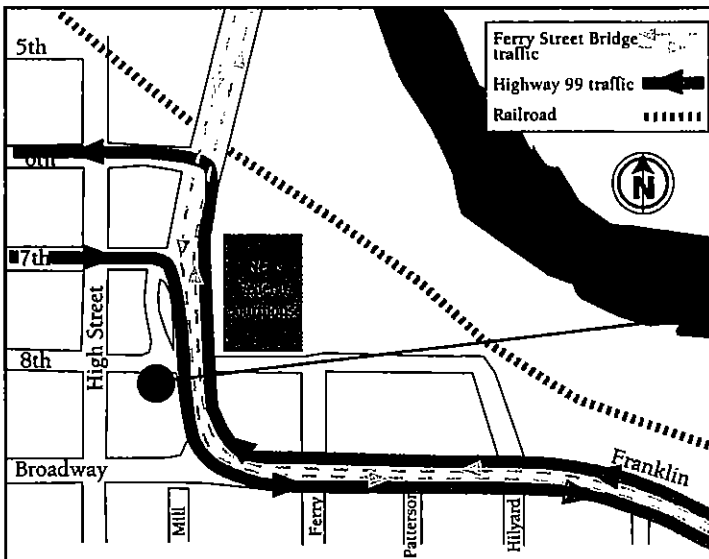 5th
Ferry Street Bridge
traffic
Highway 99 traffic
Railroad
N
6th
7th
High Street
8th
Broadway
Franklin
Mill
Ferry
Patterson
Hilyard